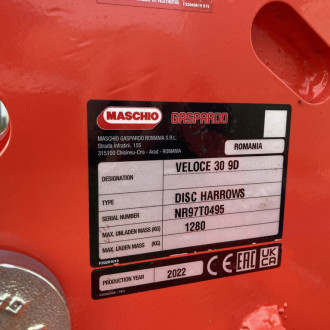 MASCHIO GASPARDO
MASCHIO GASPARDO ROMANIA S.R.L.
Strada Infratirii, 155
315100 Chisineu-Cris - Arad - ROMANIA
ROMANIA
DESIGNATION VELOCE 30 9D
TYPE DISC HARROWS
SERIAL NUMBER NR97T0495
MAX. UNLADEN MASS (KG) 1280
MAX. LADEN MASS (KG)
PRODUCTION YEAR 2022 CE EAC UK CA